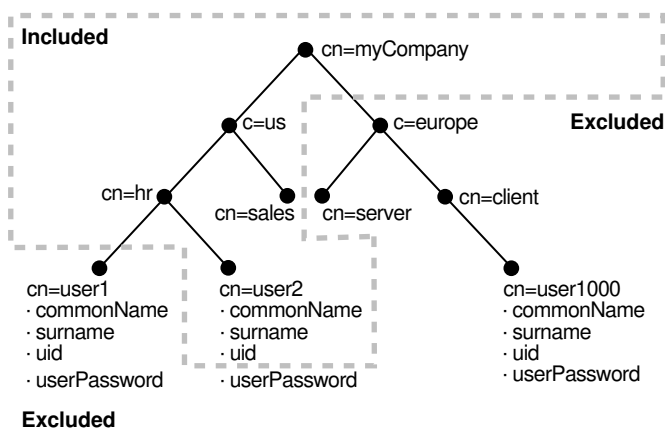 Included
cn=myCompany
c=us
c=europe
Excluded
cn=hr
cn=sales
cn=server
cn=client
cn=user1
· commonName
· surname
· uid
· userPassword
cn=user2
· commonName
· surname
· uid
· userPassword
cn=user1000
· commonName
· surname
· uid
· userPassword
Excluded